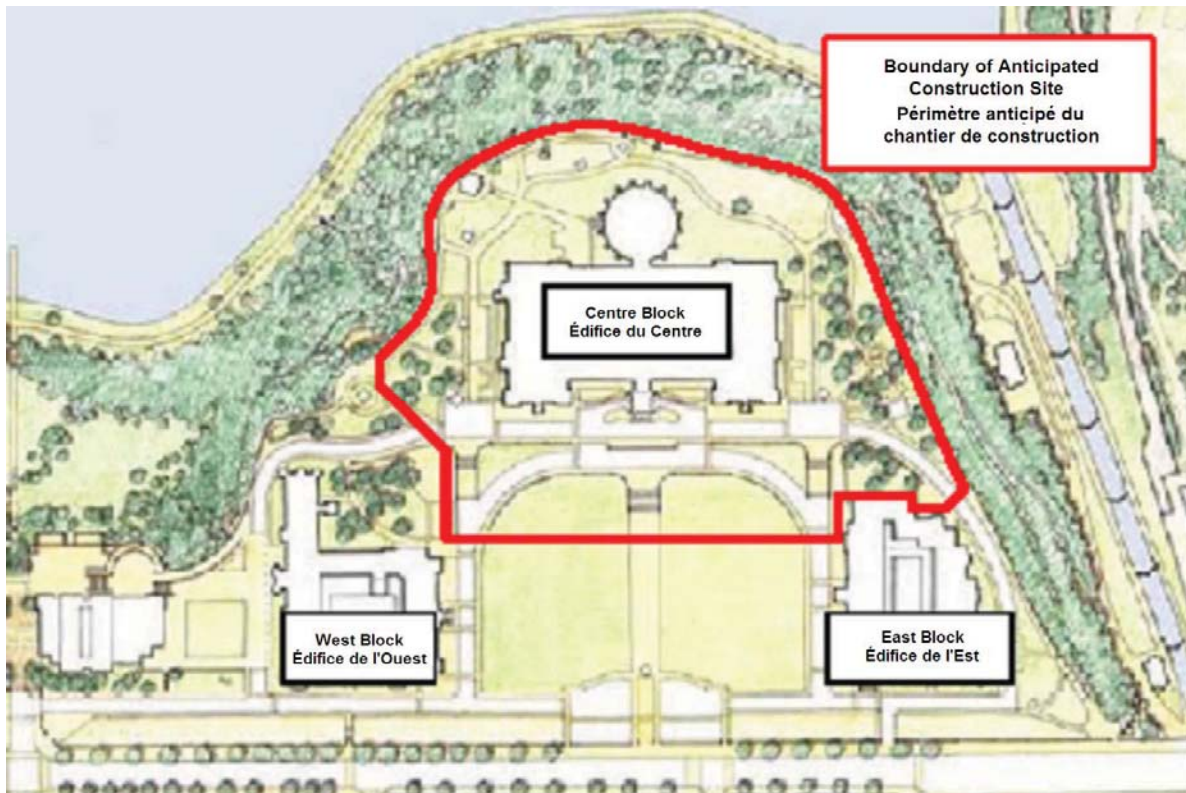 Boundary of Anticipated
Construction Site
Périmètre anticipé du
chantier de construction
Centre Block
Édifice du Centre
West Block
Édifice de l'Ouest
East Block
Édifice de l'Est